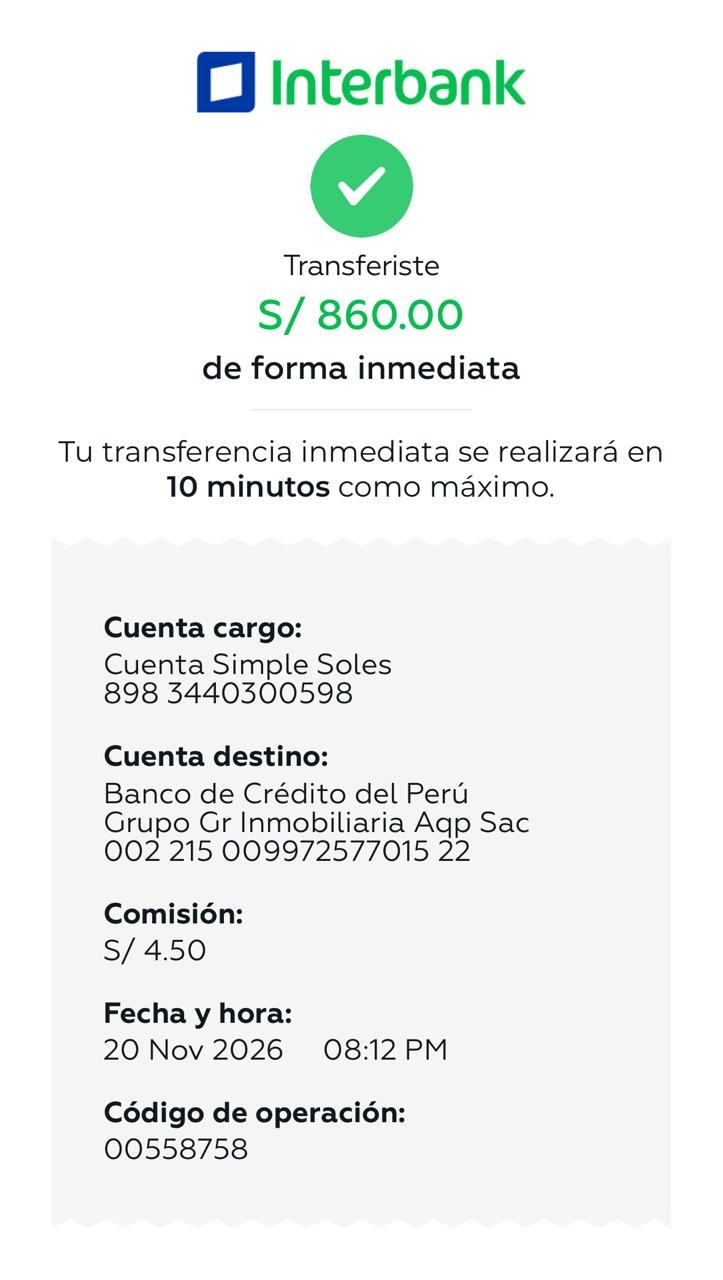 Interbank
Transferiste
S/ 860.00
de forma inmediata
Tu transferencia inmediata se realizará en
10 minutos como máximo.
Cuenta cargo:
Cuenta Simple Soles
898 3440300598
Cuenta destino:
Banco de Crédito del Perú
Grupo Gr Inmobiliaria Aqp Sac
002 215 009972577015 22
Comisión:
S/ 4.50
Fecha y hora:
20 Nov 2026 08:12 PM
Código de operación:
00558758